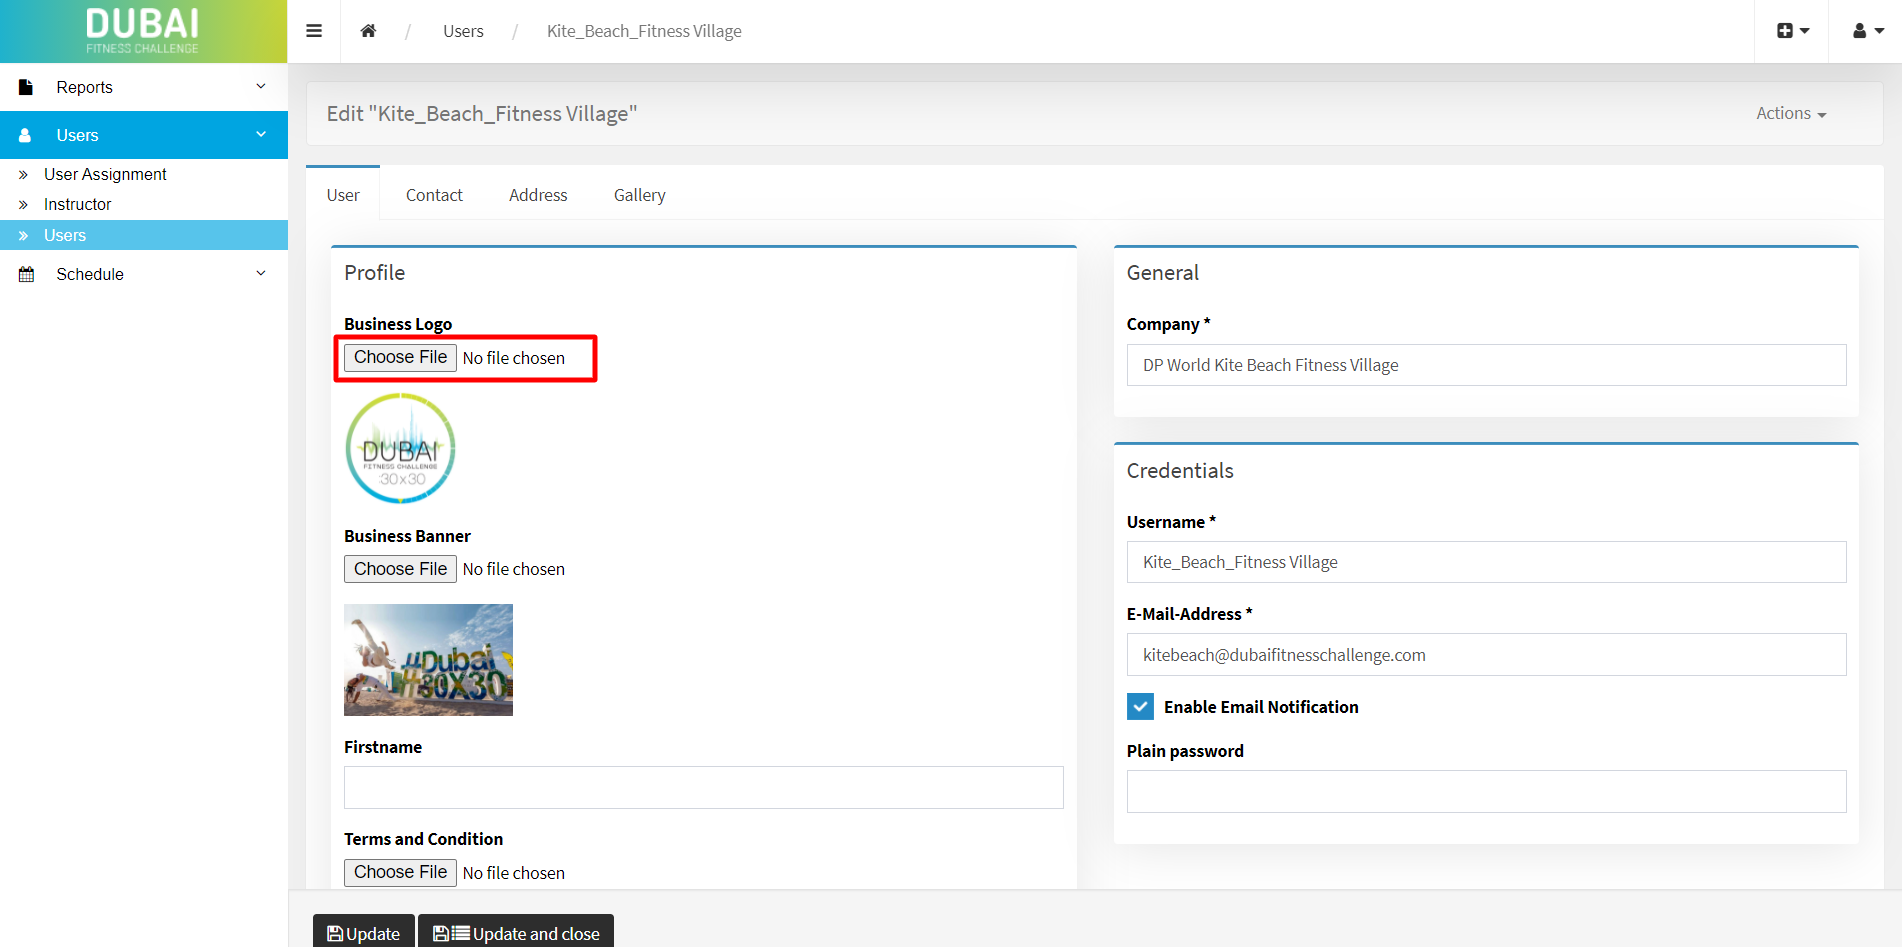 DUBAI
FITNESS CHALLENGE
/ Users / Kite_Beach_Fitness Village
Reports
Users
User Assignment
Instructor
Users
Schedule
Edit "Kite_Beach_Fitness Village"
Actions
User Contact Address Gallery
Profile
Business Logo
Choose File No file chosen
DUBAI
FITNESS CHALLENGE
30x30
Business Banner
Choose File No file chosen
#Dubai
#30X30
Firstname
Terms and Condition
Choose File No file chosen
General
Company *
DP World Kite Beach Fitness Village
Credentials
Username *
Kite_Beach_Fitness Village
E-Mail-Address *
kitebeach@dubaifitnesschallenge.com
Enable Email Notification
Plain password
Update Update and close